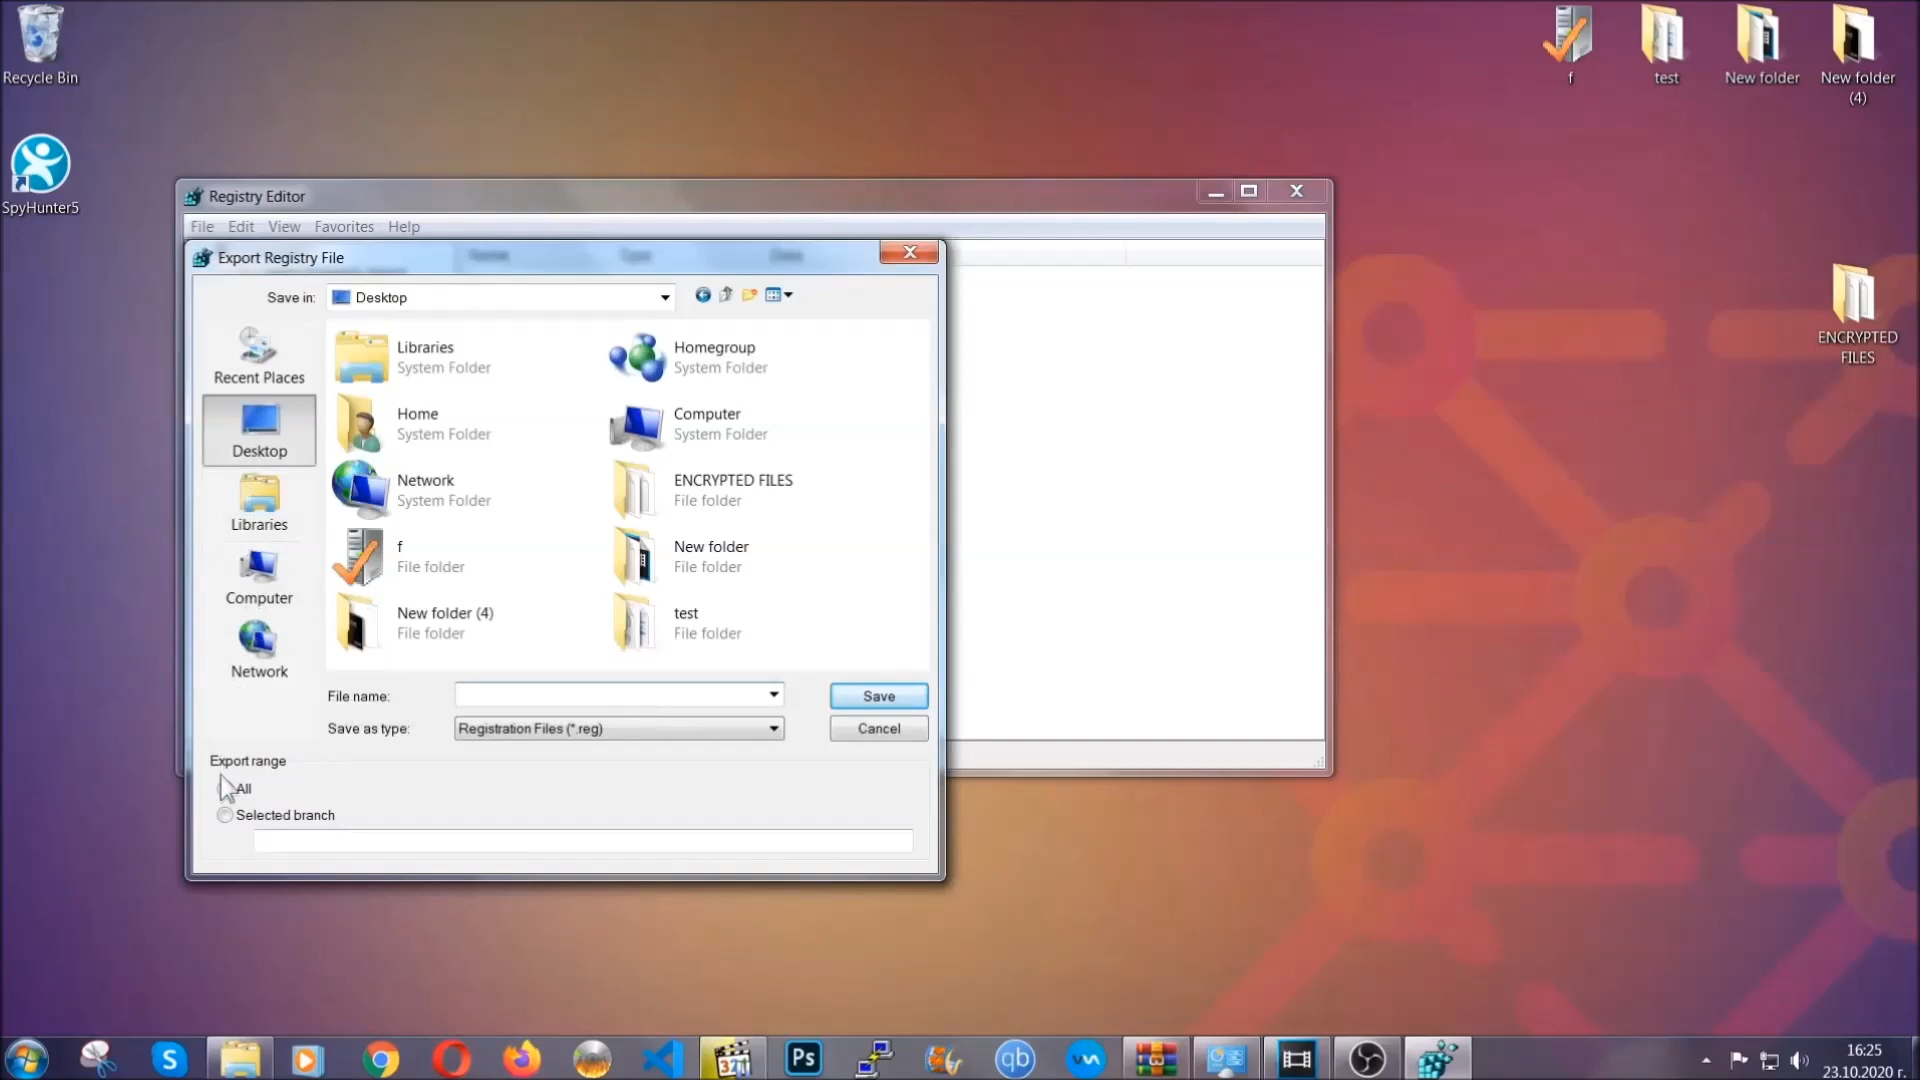 Recycle Bin
SpyHunter5
f
test
New folder
New folder
(4)
ENCRYPTED
FILES
Registry Editor
File Edit View Favorites Help
Export Registry File
Save in: Desktop
Recent Places
Desktop
Libraries
Computer
Network
Libraries
System Folder
Homegroup
System Folder
Home
System Folder
Computer
System Folder
Network
System Folder
ENCRYPTED FILES
File folder
f
File folder
New folder
File folder
New folder (4)
File folder
test
File folder
File name:
Save
Save as type: Registration Files (*.reg)
Cancel
Export range
All
Selected branch
S
321
Ps
qb
16:25
23.10.2020 г.